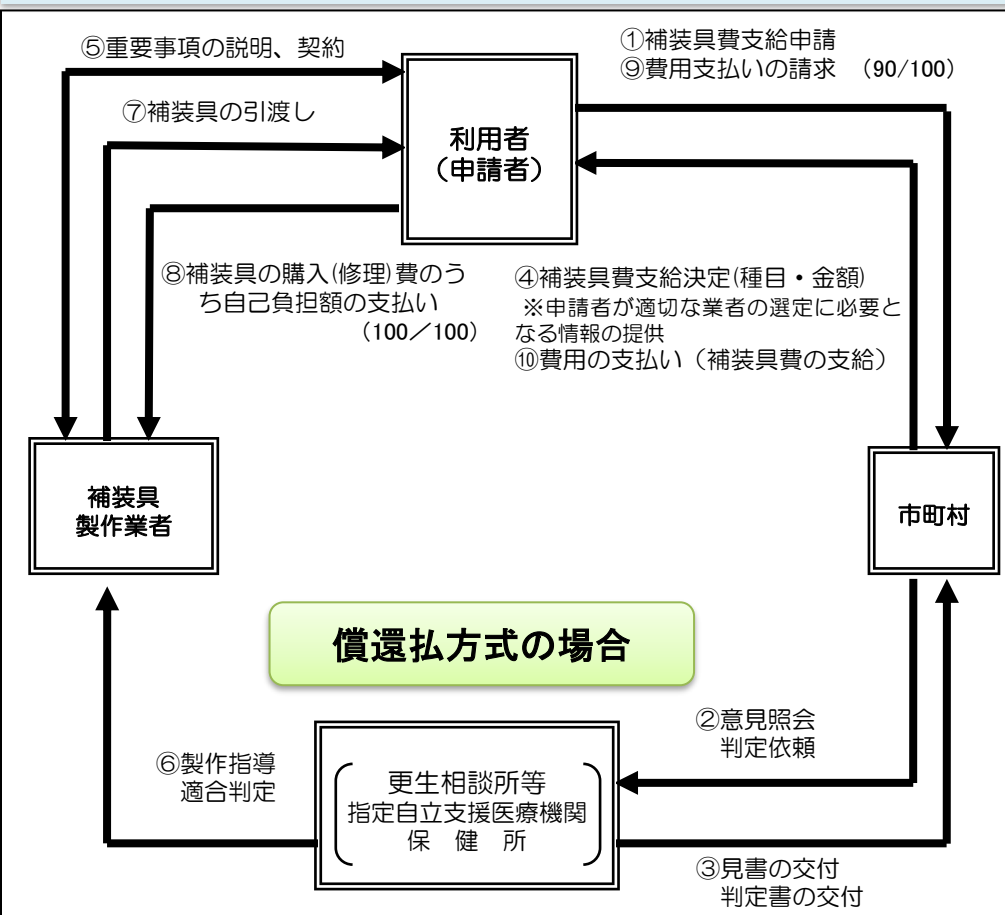 ⑤重要事項の説明、契約
①補装具費支給申請
⑨費用支払いの請求 (90/100)
⑦補装具の引渡し
利用者
(申請者)
⑧補装具の購入(修理)費のう
ち自己負担額の支払い
(100/100)
④補装具費支給決定(種目・金額)
※申請者が適切な業者の選定に必要と
なる情報の提供
⑩費用の支払い(補装具費の支給)
補装具
製作業者
市町村
償還払方式の場合
②意見照会
判定依頼
⑥製作指導
適合判定
更生相談所等
指定自立支援医療機関
保 健 所
③見書の交付
判定書の交付